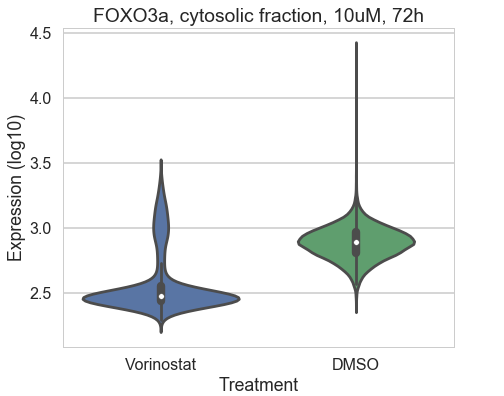 FOXO3a, cytosolic fraction, 10uM, 72h
4.5
4.0
3.5
3.0
2.5
Expression (log10)
Vorinostat DMSO
Treatment